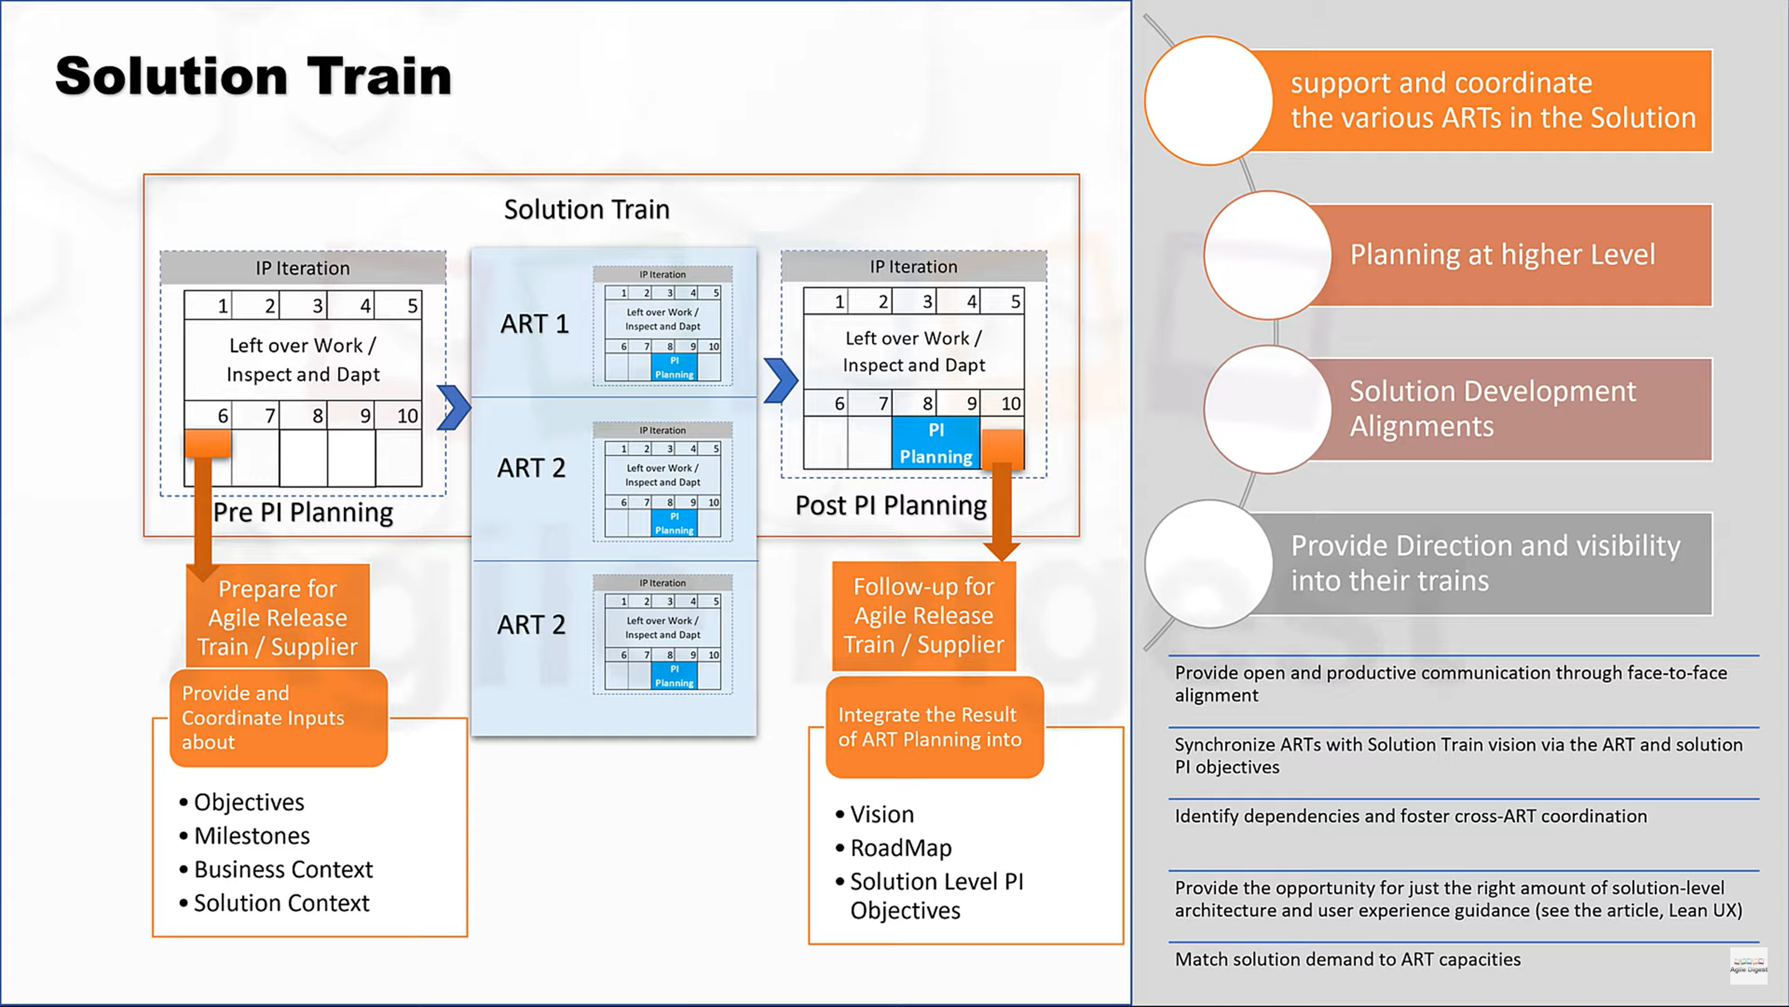 Solution Train
Solution Train
IP Iteration
1 2 3 4 5
Left over Work /
Inspect and Dapt
6 7 8 9 10
Pre PI Planning
ART 1
IP Iteration
1 2 3 4 5
Left over Work /
Inspect and Dapt
6 7 8 9 10
PI
Planning
ART 2
IP Iteration
1 2 3 4 5
Left over Work /
Inspect and Dapt
6 7 8 9 10
PI
Planning
ART 2
IP Iteration
1 2 3 4 5
Left over Work /
Inspect and Dapt
6 7 8 9 10
PI
Planning
IP Iteration
1 2 3 4 5
Left over Work /
Inspect and Dapt
6 7 8 9 10
PI
Planning
Post PI Planning
Prepare for
Agile Release
Train / Supplier
Provide and
Coordinate Inputs
about
• Objectives
• Milestones
• Business Context
• Solution Context
Follow-up for
Agile Release
Train / Supplier
Integrate the Result
of ART Planning into
• Vision
• RoadMap
• Solution Level PI
Objectives
support and coordinate
the various ARTs in the Solution
Planning at higher Level
Solution Development
Alignments
Provide Direction and visibility
into their trains
Provide open and productive communication through face-to-face
alignment
Synchronize ARTs with Solution Train vision via the ART and solution
PI objectives
Identify dependencies and foster cross-ART coordination
Provide the opportunity for just the right amount of solution-level
architecture and user experience guidance (see the article, Lean UX)
Match solution demand to ART capacities
Agile Digest
Agile Digest